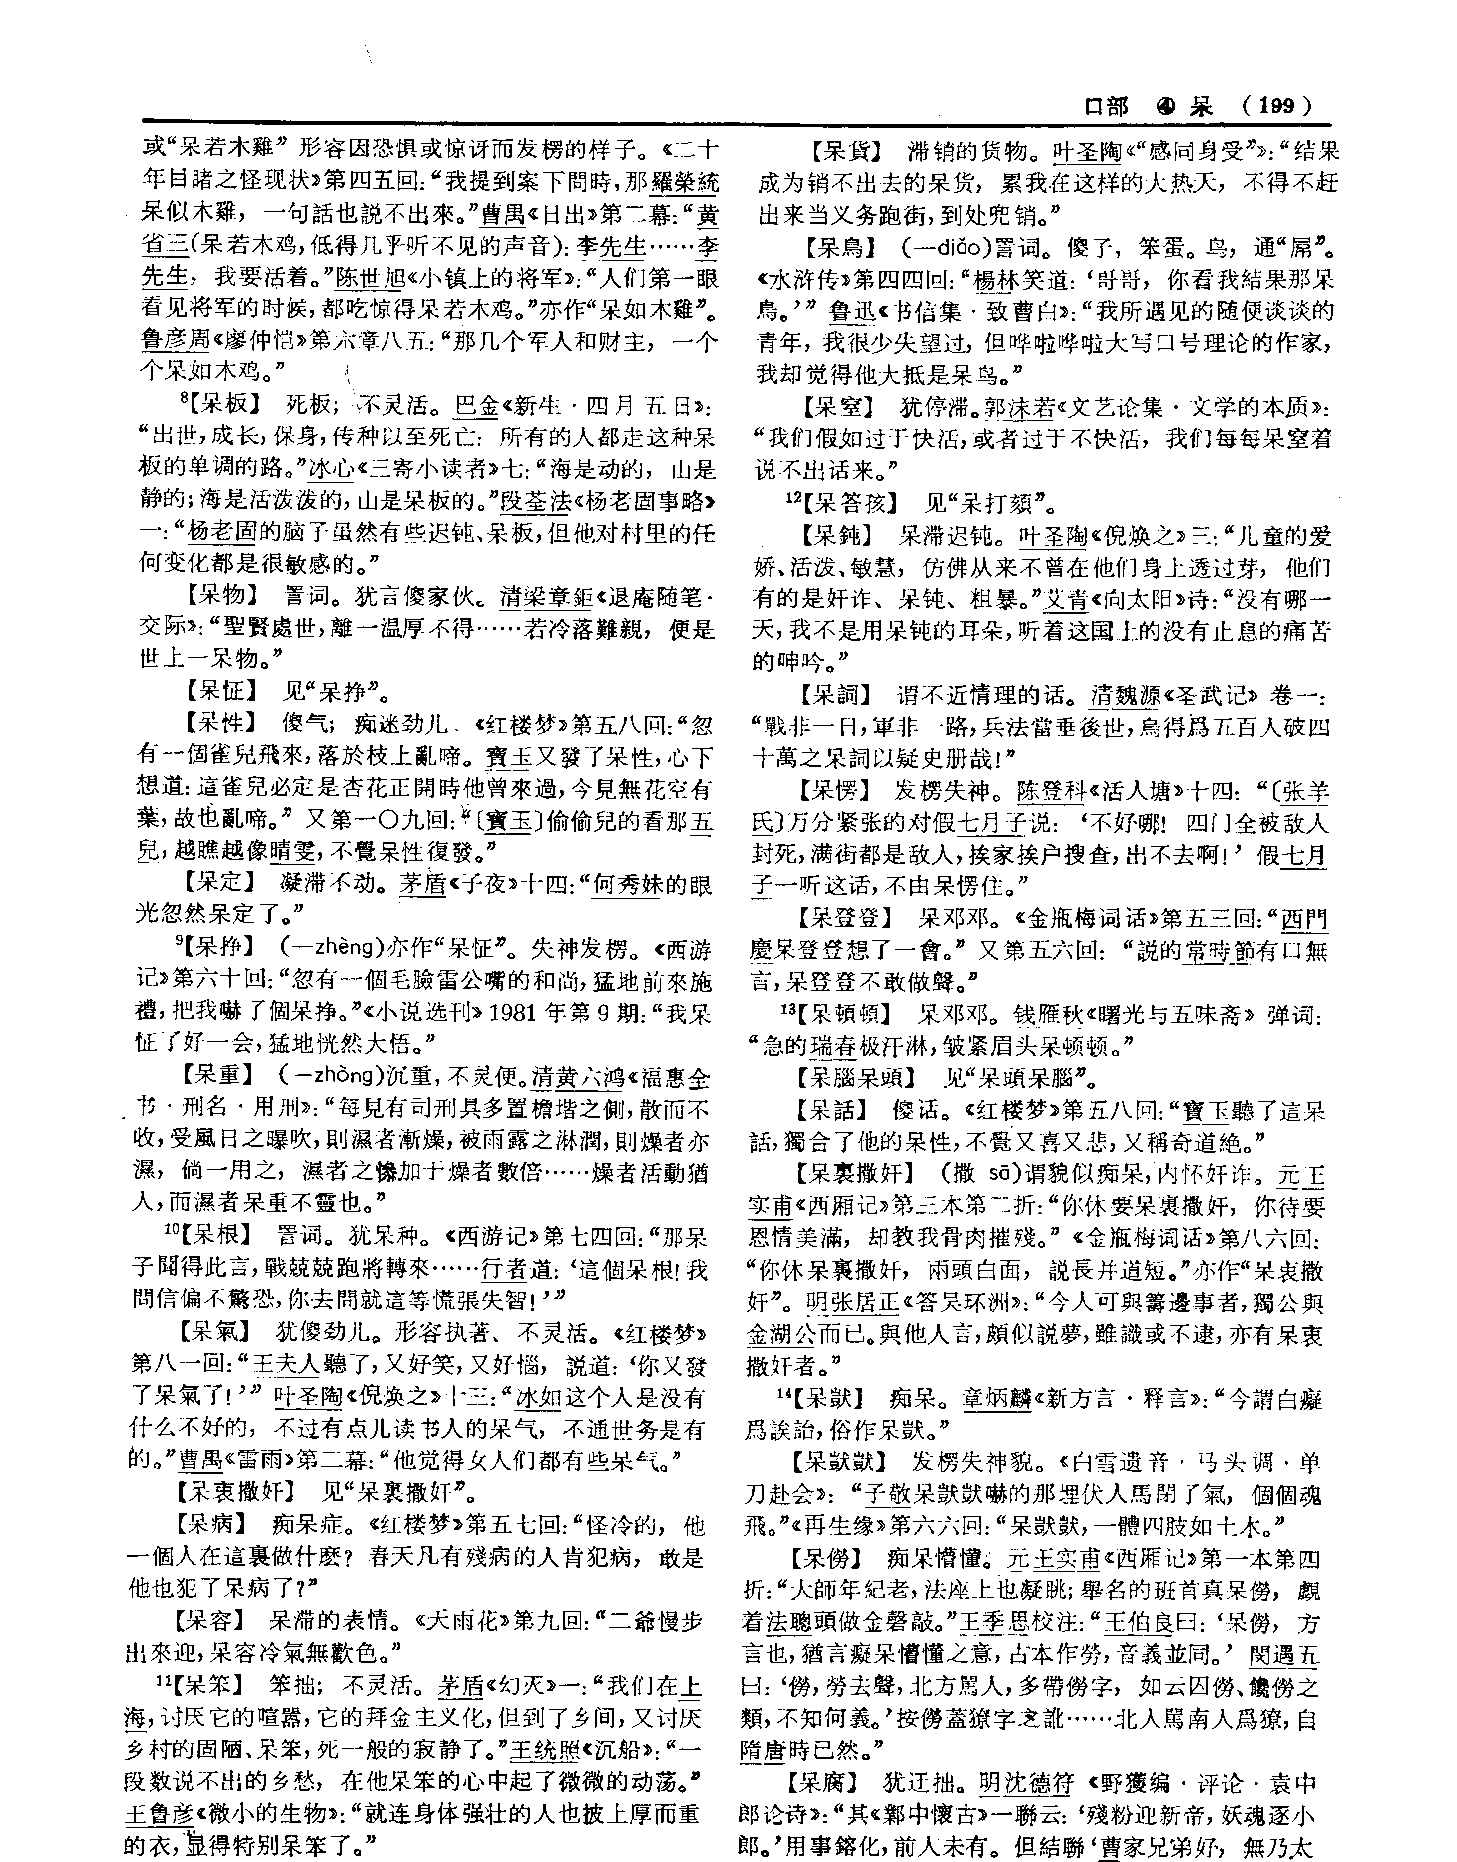 口部 ④ 呆 (199)
或“呆若木雞” 形容因恐惧或惊讶而发楞的样子。《二十
年目睹之怪现状》第四五回：“我提到案下問時，那羅榮統
呆似木雞， 一句話也説不出來。”曹禺《日出》第二幕：“黄
省三（呆若木鸡，低得几乎听不见的声音）：李先生……李
先生， 我要活着。”陈世旭《小镇上的将军》：“人们第一眼
看见将军的时候，都吃惊得呆若木鸡。”亦作“呆如木雞”。
鲁彦周《廖仲恺》第六章八五：“那几个军人和财主， 一个
个呆如木鸡。”
8【呆板】 死板； 不灵活。巴金《新生·四月五日》：
“出世，成长，保身，传种以至死亡： 所有的人都走这种呆
板的单调的路。”冰心《三寄小读者》七：“海是动的， 山是
静的；海是活泼泼的，山是呆板的。”段荃法《杨老固事略》
一：“杨老固的脑子虽然有些迟钝、呆板，但他对村里的任
何变化都是很敏感的。”
【呆物】 詈词。犹言傻家伙。清梁章鉅《退庵随笔·
交际》：“聖賢處世，離一温厚不得……若冷落難親， 便是
世上一呆物。”
【呆怔】 见“呆挣”。
【呆性】 傻气； 痴迷劲儿。《红楼梦》第五八回：“忽
有一個雀兒飛來，落於枝上亂啼。寶玉又發了呆性，心下
想道：這雀兒必定是杏花正開時他曾來過，今見無花空有
葉，故也亂啼。” 又第一〇九回：“〔寶玉〕偷偷兒的看那五
兒，越瞧越像晴雯，不覺呆性復發。”
【呆定】 凝滞不动。茅盾《子夜》十四：“何秀妹的眼
光忽然呆定了。”
9【呆挣】 （—zhèng）亦作“呆怔”。失神发楞。《西游
记》第六十回：“忽有一個毛臉雷公嘴的和尚，猛地前來施
禮，把我嚇了個呆挣。”《小说选刊》1981年第9期：“我呆
怔了好一会，猛地恍然大悟。”
【呆重】 （—zhòng）沉重，不灵便。清黄六鸿《福惠全
书·刑名·用刑》：“每見有司刑具多置檐堦之側，散而不
收，受風日之曝吹，則濕者漸燥，被雨露之淋潤，則燥者亦
濕， 倘一用之， 濕者之慘加于燥者數倍……燥者活動猶
人，而濕者呆重不靈也。”
10【呆根】 詈词。犹呆种。《西游记》第七四回：“那呆
子聞得此言，戰兢兢跑將轉來……行者道：‘這個呆根！我
問信偏不驚恐，你去問就這等慌張失智！’”
【呆氣】 犹傻劲儿。形容执著、不灵活。《红楼梦》
第八一回：“王夫人聽了，又好笑，又好惱， 説道：‘你又發
了呆氣了！’” 叶圣陶《倪焕之》十三：“冰如这个人是没有
什么不好的， 不过有点儿读书人的呆气， 不通世务是有
的。”曹禺《雷雨》第二幕：“他觉得女人们都有些呆气。”
【呆衷撒奸】 见“呆裏撒奸”。
【呆病】 痴呆症。《红楼梦》第五七回：“怪冷的， 他
一個人在這裏做什麽？春天凡有殘病的人肯犯病， 敢是
他也犯了呆病了？”
【呆容】 呆滞的表情。《天雨花》第九回：“二爺慢步
出來迎，呆容冷氣無歡色。”
11【呆笨】 笨拙； 不灵活。茅盾《幻灭》一：“我们在上
海，讨厌它的喧嚣，它的拜金主义化，但到了乡间，又讨厌
乡村的固陋、呆笨，死一般的寂静了。”王统照《沉船》：“一
段数说不出的乡愁， 在他呆笨的心中起了微微的动荡。”
王鲁彦《微小的生物》：“就连身体强壮的人也披上厚而重
的衣，显得特别呆笨了。”
【呆貨】 滞销的货物。叶圣陶《“感同身受”》：“结果
成为销不出去的呆货， 累我在这样的大热天， 不得不赶
出来当义务跑街，到处兜销。”
【呆鳥】 （—diǎo）詈词。傻子，笨蛋。鸟，通“屌”。
《水浒传》第四四回：“楊林笑道：‘哥哥，你看我結果那呆
鳥。’” 鲁迅《书信集·致曹白》：“我所遇见的随便谈谈的
青年，我很少失望过，但哗啦哗啦大写口号理论的作家，
我却觉得他大抵是呆鸟。”
【呆窒】 犹停滞。郭沫若《文艺论集·文学的本质》：
“我们假如过于快活，或者过于不快活， 我们每每呆窒着
说不出话来。”
12【呆答孩】 见“呆打頦”。
【呆鈍】 呆滞迟钝。叶圣陶《倪焕之》三：“儿童的爱
娇、活泼、敏慧， 仿佛从来不曾在他们身上透过芽， 他们
有的是奸诈、呆钝、粗暴。”艾青《向太阳》诗：“没有哪一
天，我不是用呆钝的耳朵，听着这国土的没有止息的痛苦
的呻吟。”
【呆詞】 谓不近情理的话。清魏源《圣武记》卷一：
“戰非一日，軍非一路，兵法當垂後世，烏得爲五百人破四
十萬之呆詞以疑史册哉！”
【呆愣】 发楞失神。陈登科《活人塘》十四：“〔张羊
氏〕万分紧张的对假七月子说：‘不好哪！四门全被敌人
封死，满街都是敌人，挨家挨户搜查，出不去啊！’假七月
子一听这话，不由呆愣住。”
【呆登登】 呆邓邓。《金瓶梅词话》第五三回：“西門
慶呆登登想了一會。” 又第五六回：“説的常時節有口無
言，呆登登不敢做聲。”
13【呆頓頓】 呆邓邓。钱雁秋《曙光与五味斋》弹词：
“急的瑞春极汗淋，皱紧眉头呆顿顿。”
【呆腦呆頭】 见“呆頭呆腦”。
【呆話】 傻话。《红楼梦》第五八回：“寶玉聽了這呆
話，獨合了他的呆性，不覺又喜又悲，又稱奇道絶。”
【呆裏撒奸】 （撒 sā）谓貌似痴呆，内怀奸诈。元王
实甫《西厢记》第三本第二折：“你休要呆裏撒奸， 你待要
恩情美滿， 却教我骨肉摧殘。”《金瓶梅词话》第八六回：
“你休呆裏撒奸， 兩頭白面， 説長并道短。”亦作“呆衷撒
奸”。明张居正《答吴环洲》：“今人可與籌邊事者，獨公與
金湖公而已。與他人言，頗似説夢，雖識或不逮，亦有呆衷
撒奸者。”
14【呆獃】 痴呆。章炳麟《新方言·释言》：“今謂白癡
爲誒詒，俗作呆獃。”
【呆獃獃】 发楞失神貌。《白雪遗音·马头调·单
刀赴会》：“子敬呆獃獃嚇的那埋伏人馬閉了氣， 個個魂
飛。”《再生缘》第六六回：“呆獃獃，一體四肢如土木。”
【呆僗】 痴呆懵懂。元王实甫《西厢记》第一本第四
折：“大師年紀老，法座上也凝眺；舉名的班首真呆僗， 覷
着法聰頭做金磬敲。”王季思校注：“王伯良曰：‘呆僗， 方
言也，猶言癡呆懵懂之意，古本作勞，音義並同。’ 閔遇五
曰：‘僗，勞去聲，北方罵人，多帶僗字， 如云囚僗、饞僗之
類，不知何義。’按僗蓋獠字之訛……北人罵南人爲獠，自
隋唐時已然。”
【呆腐】 犹迂拙。明沈德符《野獲编·评论·袁中
郎论诗》：“其《鄴中懷古》一聯云：‘殘粉迎新帝，妖魂逐小
郎。’用事鎔化，前人未有。但結聯‘曹家兄弟好， 無乃太